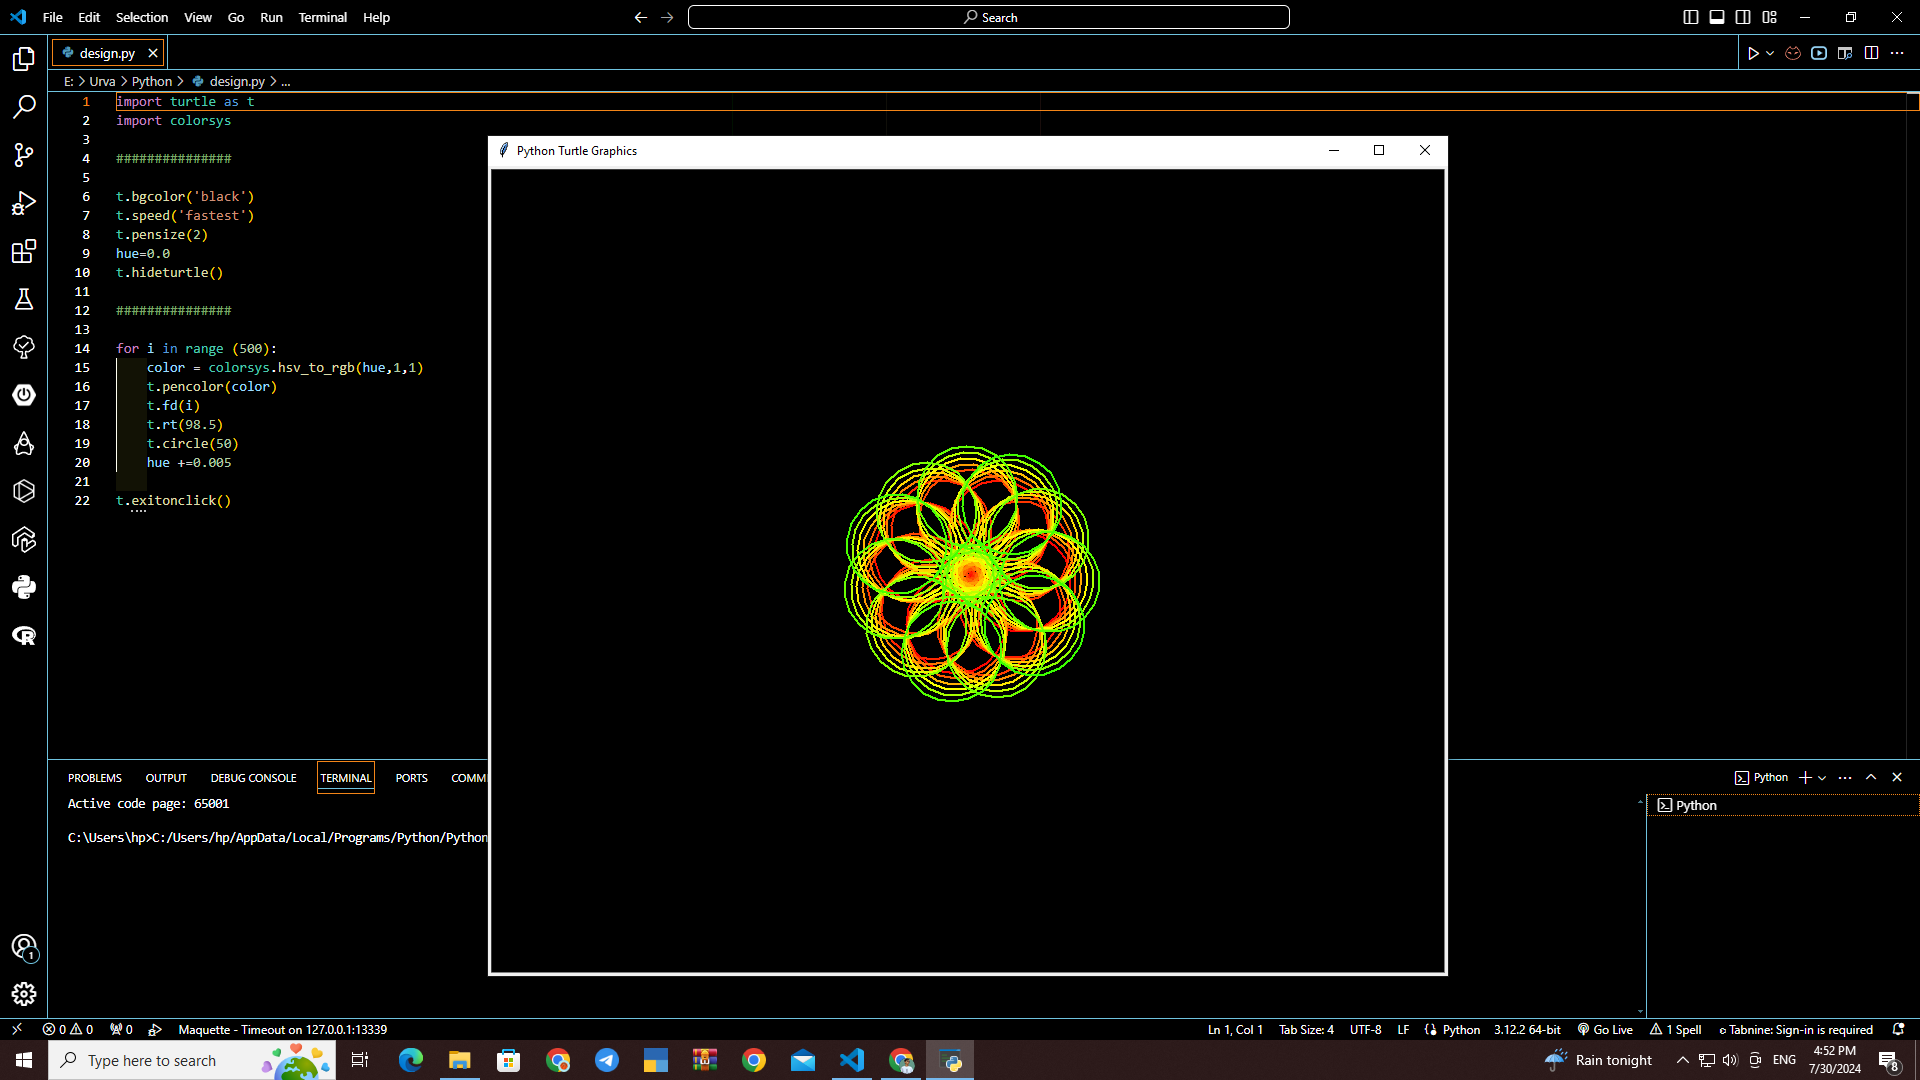 File Edit Selection View Go Run Terminal Help
Search
design.py
E: > Urva > Python > design.py > ...
1 import turtle as t
2 import colorsys
3
4 ###############
5
6 t.bgcolor('black')
7 t.speed('fastest')
8 t.pensize(2)
9 hue=0.0
10 t.hideturtle()
11
12 ###############
13
14 for i in range (500):
15 color = colorsys.hsv_to_rgb(hue,1,1)
16 t.pencolor(color)
17 t.fd(i)
18 t.rt(98.5)
19 t.circle(50)
20 hue +=0.005
21
22 t.exitonclick()
Python Turtle Graphics
PROBLEMS OUTPUT DEBUG CONSOLE TERMINAL PORTS COMM
Python
Active code page: 65001
Python
C:\Users\hp>C:/Users/hp/AppData/Local/Programs/Python/Python
1
0 0 0 Maquette - Timeout on 127.0.0.1:13339 Ln 1, Col 1 Tab Size: 4 UTF-8 LF Python 3.12.2 64-bit Go Live 1 Spell Tabnine: Sign-in is required
Type here to search
Rain tonight ENG 4:52 PM
7/30/2024
8